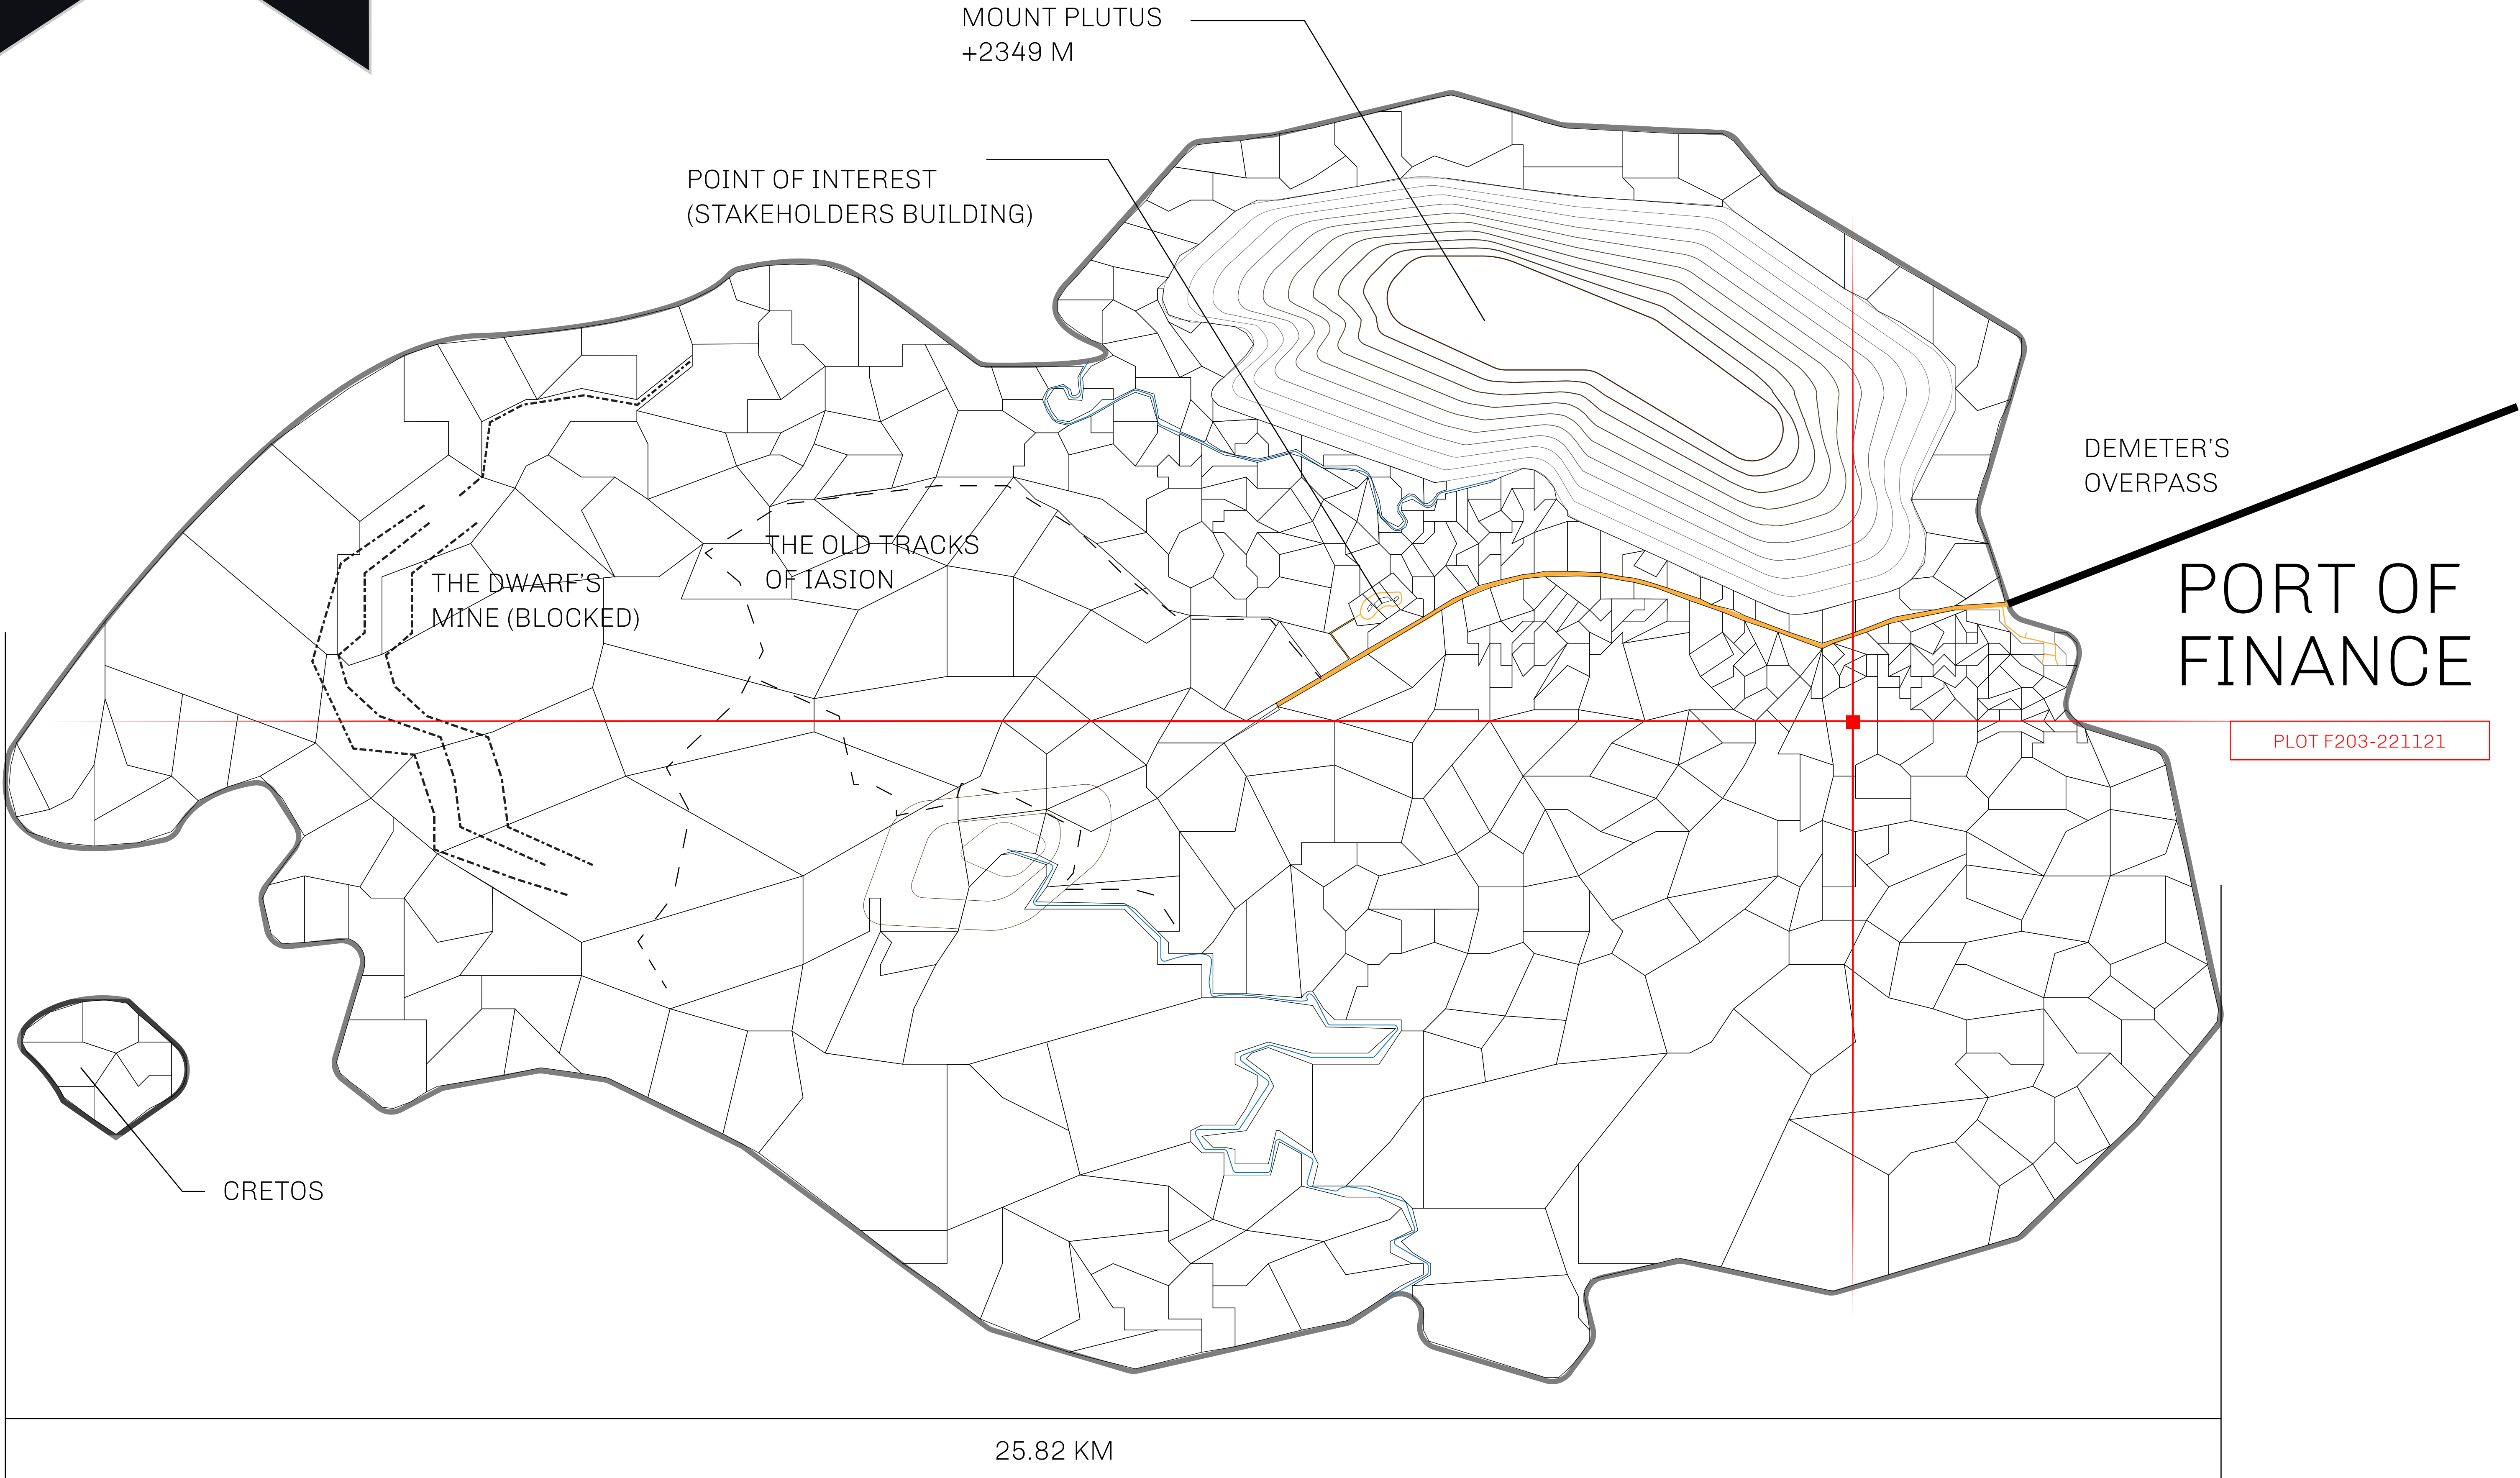 MOUNT PLUTUS
+2349 M
POINT OF INTEREST
(STAKEHOLDERS BUILDING)
DEMETER'S
OVERPASS
THE OLD TRACKS
OF IASION
THE DWARF'S
MINE (BLOCKED)
PORT OF
FINANCE
PLOT F203-221121
CRETOS
25.82 KM